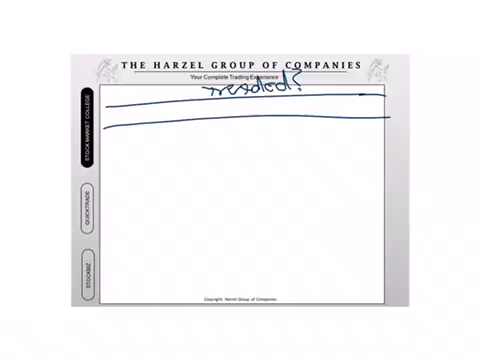 THE HARZEL GROUP OF COMPANIES
Your Complete Trading Experience
needed?
STOCK MARKET COLLEGE
QUICKTRADE
STOCKBIZ
Copyright: Harzel Group of Companies.